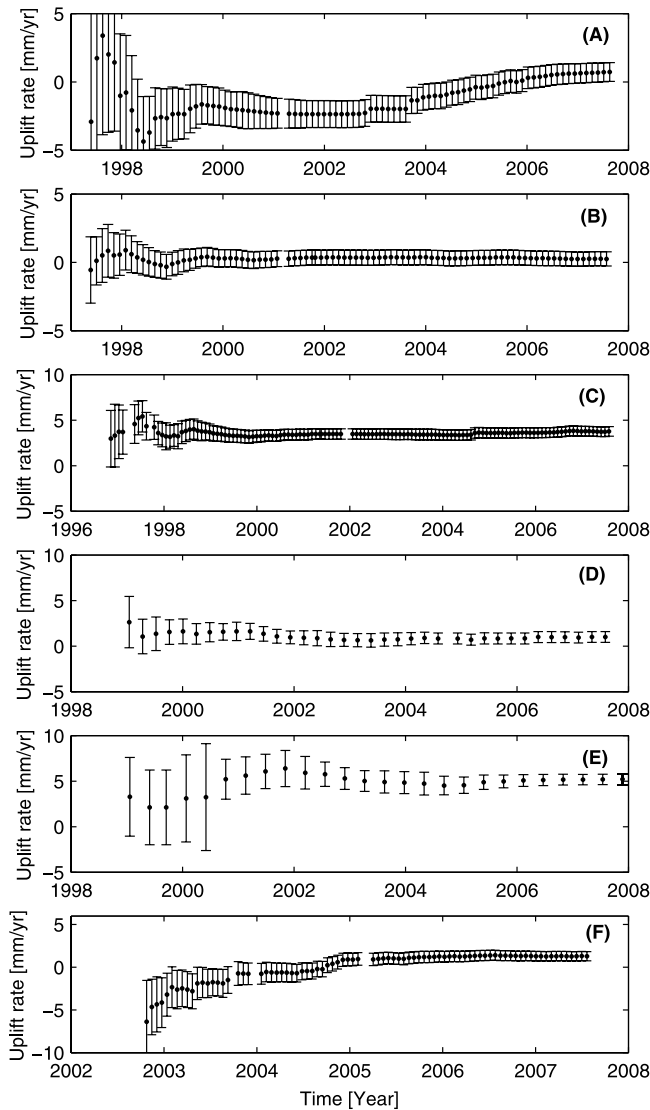 (A)
Uplift rate [mm/yr]
5
0
−5
1998 2000 2002 2004 2006 2008
(B)
Uplift rate [mm/yr]
5
0
−5
1998 2000 2002 2004 2006 2008
(C)
Uplift rate [mm/yr]
10
5
0
−5
1996 1998 2000 2002 2004 2006 2008
(D)
Uplift rate [mm/yr]
10
5
0
−5
1998 2000 2002 2004 2006 2008
(E)
Uplift rate [mm/yr]
10
5
0
−5
1998 2000 2002 2004 2006 2008
(F)
Uplift rate [mm/yr]
5
0
−5
−10
2002 2003 2004 2005 2006 2007 2008
Time [Year]